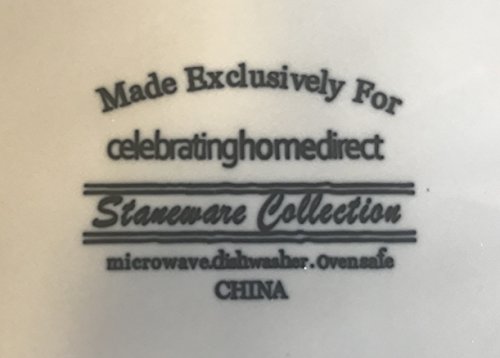 Made Exclusively For
celebratinghomedirect
Staneware Collection
microwave.dishwasher.Ovensafe
CHINA